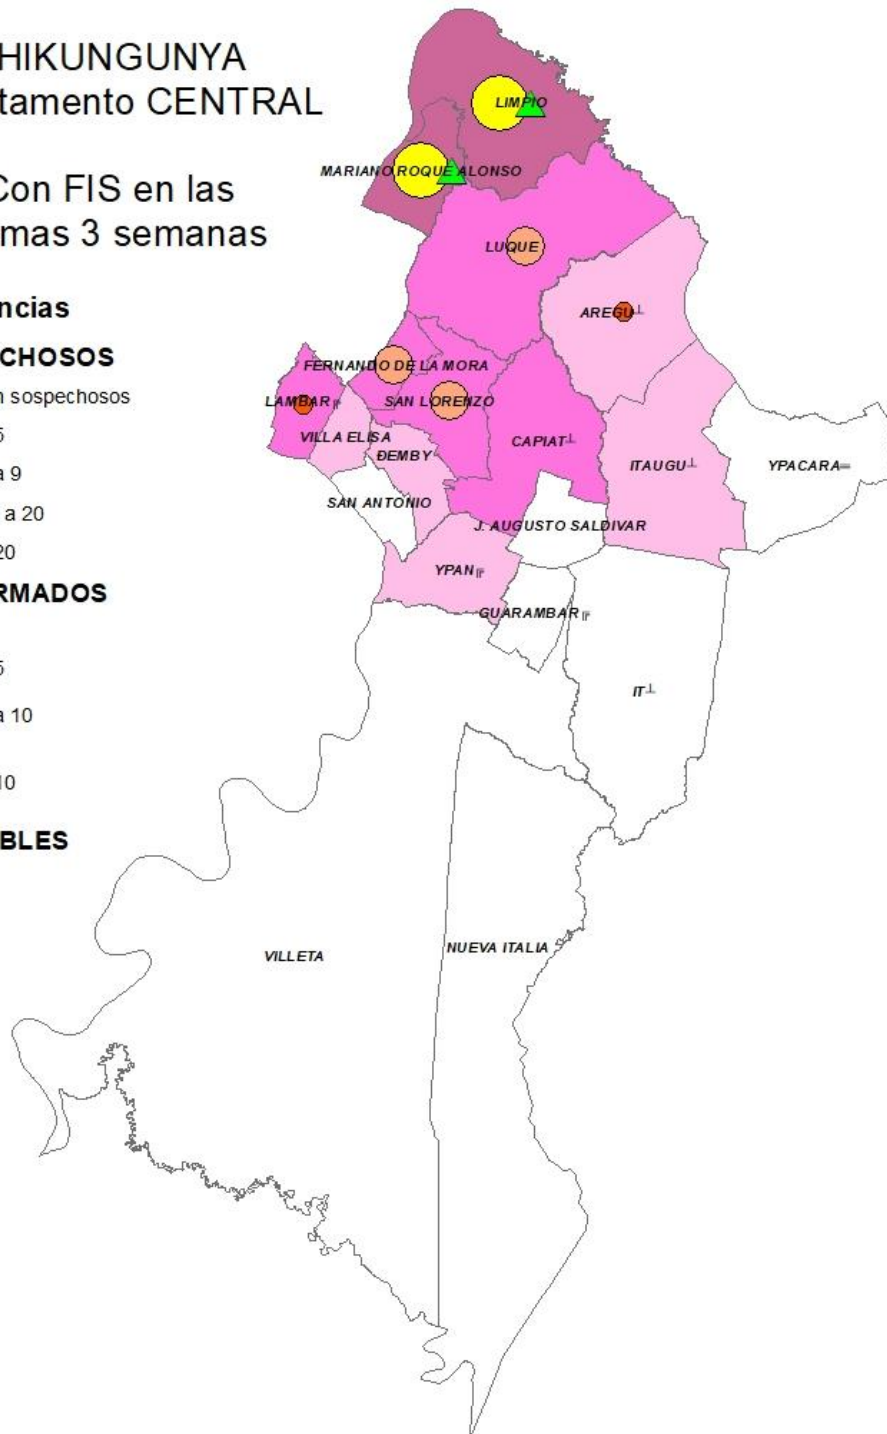 HIKUNGUNYA
tamento CENTRAL
Con FIS en las
mas 3 semanas
ncias
CHOSOS
n sospechosos
5
a 9
a 20
20
RMADOS
5
a 10
10
BLES
LIMPIO
MARIANO ROQUE ALONSO
LUQUE
AREGU┴
FERNANDO DE LA MORA
LAMBAR╔
SAN LORENZO
VILLA ELISA
CAPIAT┴
ÐEMBY
ITAUGU┴
YPACARA═
SAN ANTONIO
J. AUGUSTO SALDIVAR
YPAN╔
GUARAMBAR╔
IT┴
VILLETA
NUEVA ITALIA